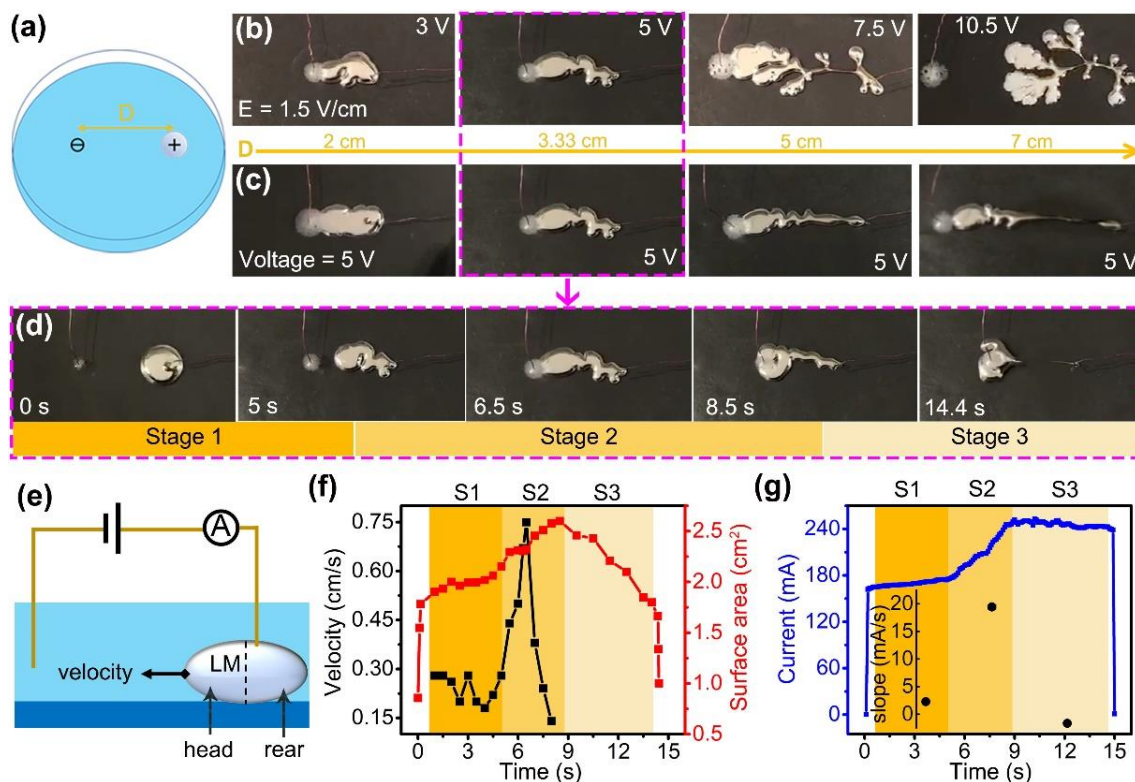 (a)
D
⊖
+
(b)
3 V
5 V
7.5 V
10.5 V
E = 1.5 V/cm
D
2 cm
3.33 cm
5 cm
7 cm
(c)
Voltage = 5 V
5 V
5 V
5 V
(d)
0 s
5 s
6.5 s
8.5 s
14.4 s
Stage 1
Stage 2
Stage 3
(e)
A
velocity
LM
head
rear
(f)
S1
S2
S3
Velocity (cm/s)
0.75
0.60
0.45
0.30
0.15
Surface area (cm²)
2.5
2.0
1.5
1.0
0.5
0
3
6
9
12
15
Time (s)
(g)
S1
S2
S3
Current (mA)
240
180
120
60
0
slope (mA/s)
20
15
10
5
0
0
3
6
9
12
15
Time (s)